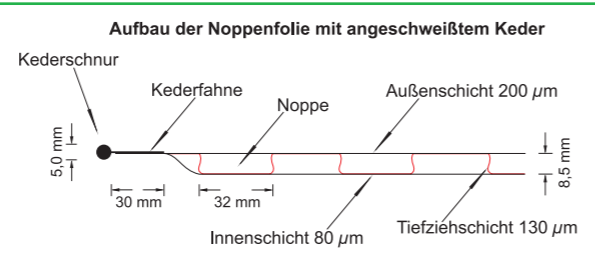 Aufbau der Noppenfolie mit angeschweißtem Keder
Kederschnur
Kederfahne
Noppe
Außenschicht 200 µm
5,0 mm
8,5 mm
30 mm
32 mm
Innenschicht 80 µm
Tiefziehschicht 130 µm